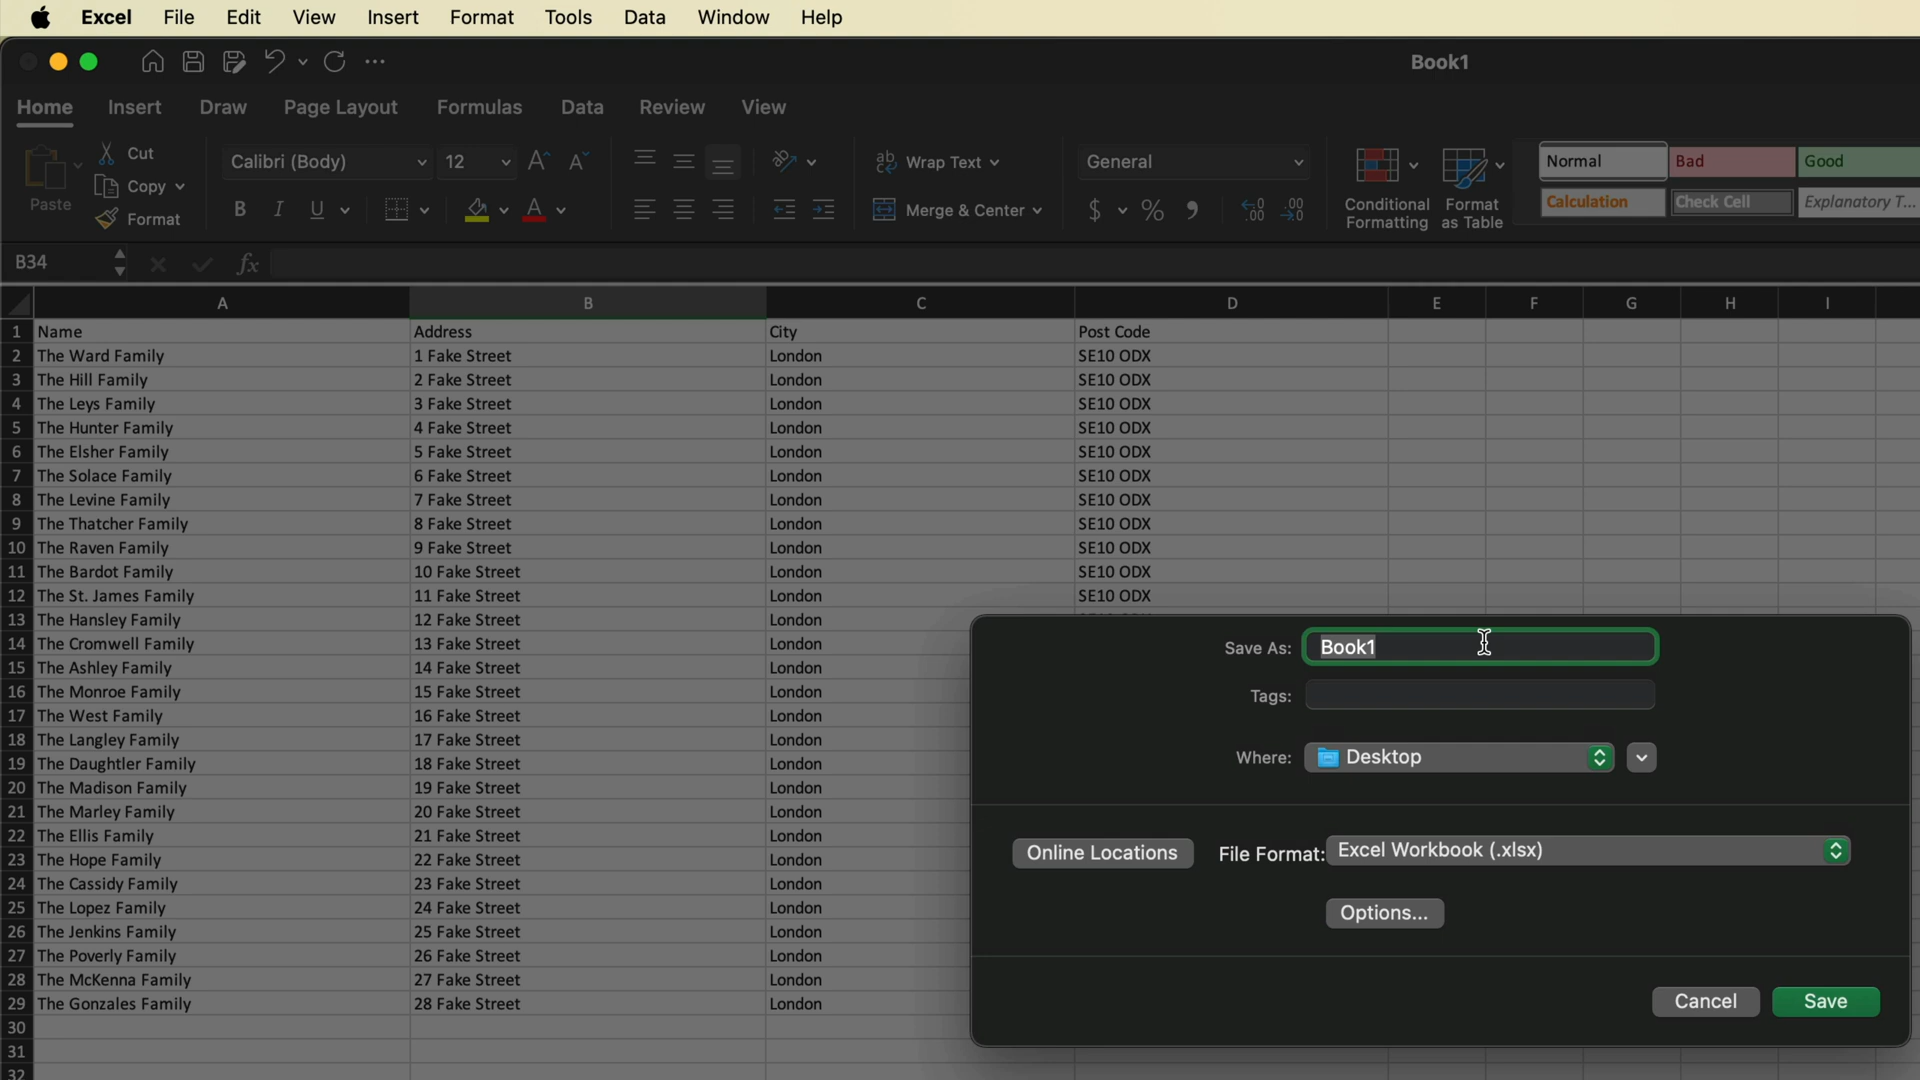 Excel File Edit View Insert Format Tools Data Window Help
Book1
Home Insert Draw Page Layout Formulas Data Review View
Paste Cut Copy Format
Calibri (Body) 12
B I U A
ab Wrap Text
Merge & Center
General
$ % 9
Conditional Formatting
Format as Table
Normal Bad Good
Calculation Check Cell Explanatory T...
B34 fx
A B C D E F G H I
1 Name Address City Post Code
2 The Ward Family 1 Fake Street London SE10 ODX
3 The Hill Family 2 Fake Street London SE10 ODX
4 The Leys Family 3 Fake Street London SE10 ODX
5 The Hunter Family 4 Fake Street London SE10 ODX
6 The Elsher Family 5 Fake Street London SE10 ODX
7 The Solace Family 6 Fake Street London SE10 ODX
8 The Levine Family 7 Fake Street London SE10 ODX
9 The Thatcher Family 8 Fake Street London SE10 ODX
10 The Raven Family 9 Fake Street London SE10 ODX
11 The Bardot Family 10 Fake Street London SE10 ODX
12 The St. James Family 11 Fake Street London SE10 ODX
13 The Hansley Family 12 Fake Street London
14 The Cromwell Family 13 Fake Street London
15 The Ashley Family 14 Fake Street London
16 The Monroe Family 15 Fake Street London
17 The West Family 16 Fake Street London
18 The Langley Family 17 Fake Street London
19 The Daughtler Family 18 Fake Street London
20 The Madison Family 19 Fake Street London
21 The Marley Family 20 Fake Street London
22 The Ellis Family 21 Fake Street London
23 The Hope Family 22 Fake Street London
24 The Cassidy Family 23 Fake Street London
25 The Lopez Family 24 Fake Street London
26 The Jenkins Family 25 Fake Street London
27 The Poverly Family 26 Fake Street London
28 The McKenna Family 27 Fake Street London
29 The Gonzales Family 28 Fake Street London
30
31
32
Save As: Book1
Tags:
Where: Desktop
Online Locations File Format: Excel Workbook (.xlsx)
Options...
Cancel Save